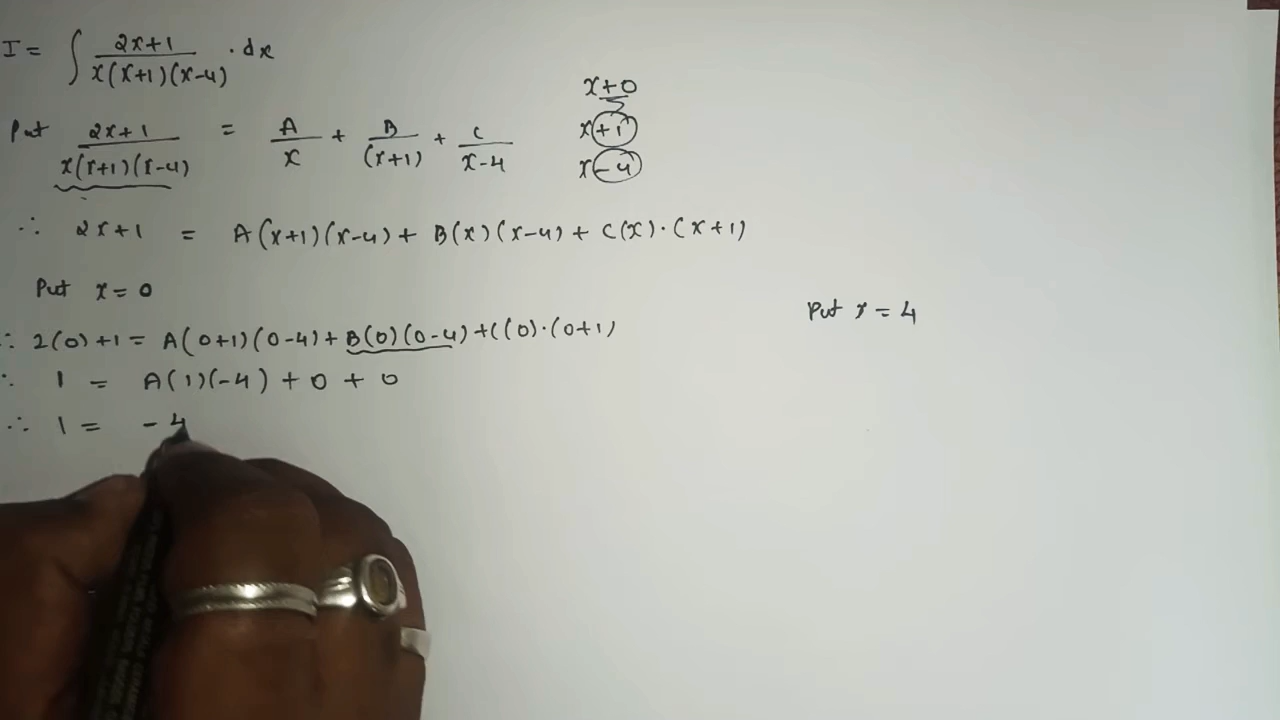 I = ∫ 2x+1 / x(x+1)(x-4) . dx
x+0
Put 2x+1 / x(x+1)(x-4) = A / x + B / (x+1) + C / x-4
x+1
x-4
∴ 2x+1 = A(x+1)(x-4) + B(x)(x-4) + C(x).(x+1)
Put x = 0
Put x = 4
∴ 2(0)+1 = A(0+1)(0-4) + B(0)(0-4) + C(0).(0+1)
∴ 1 = A(1)(-4) + 0 + 0
∴ 1 = -4